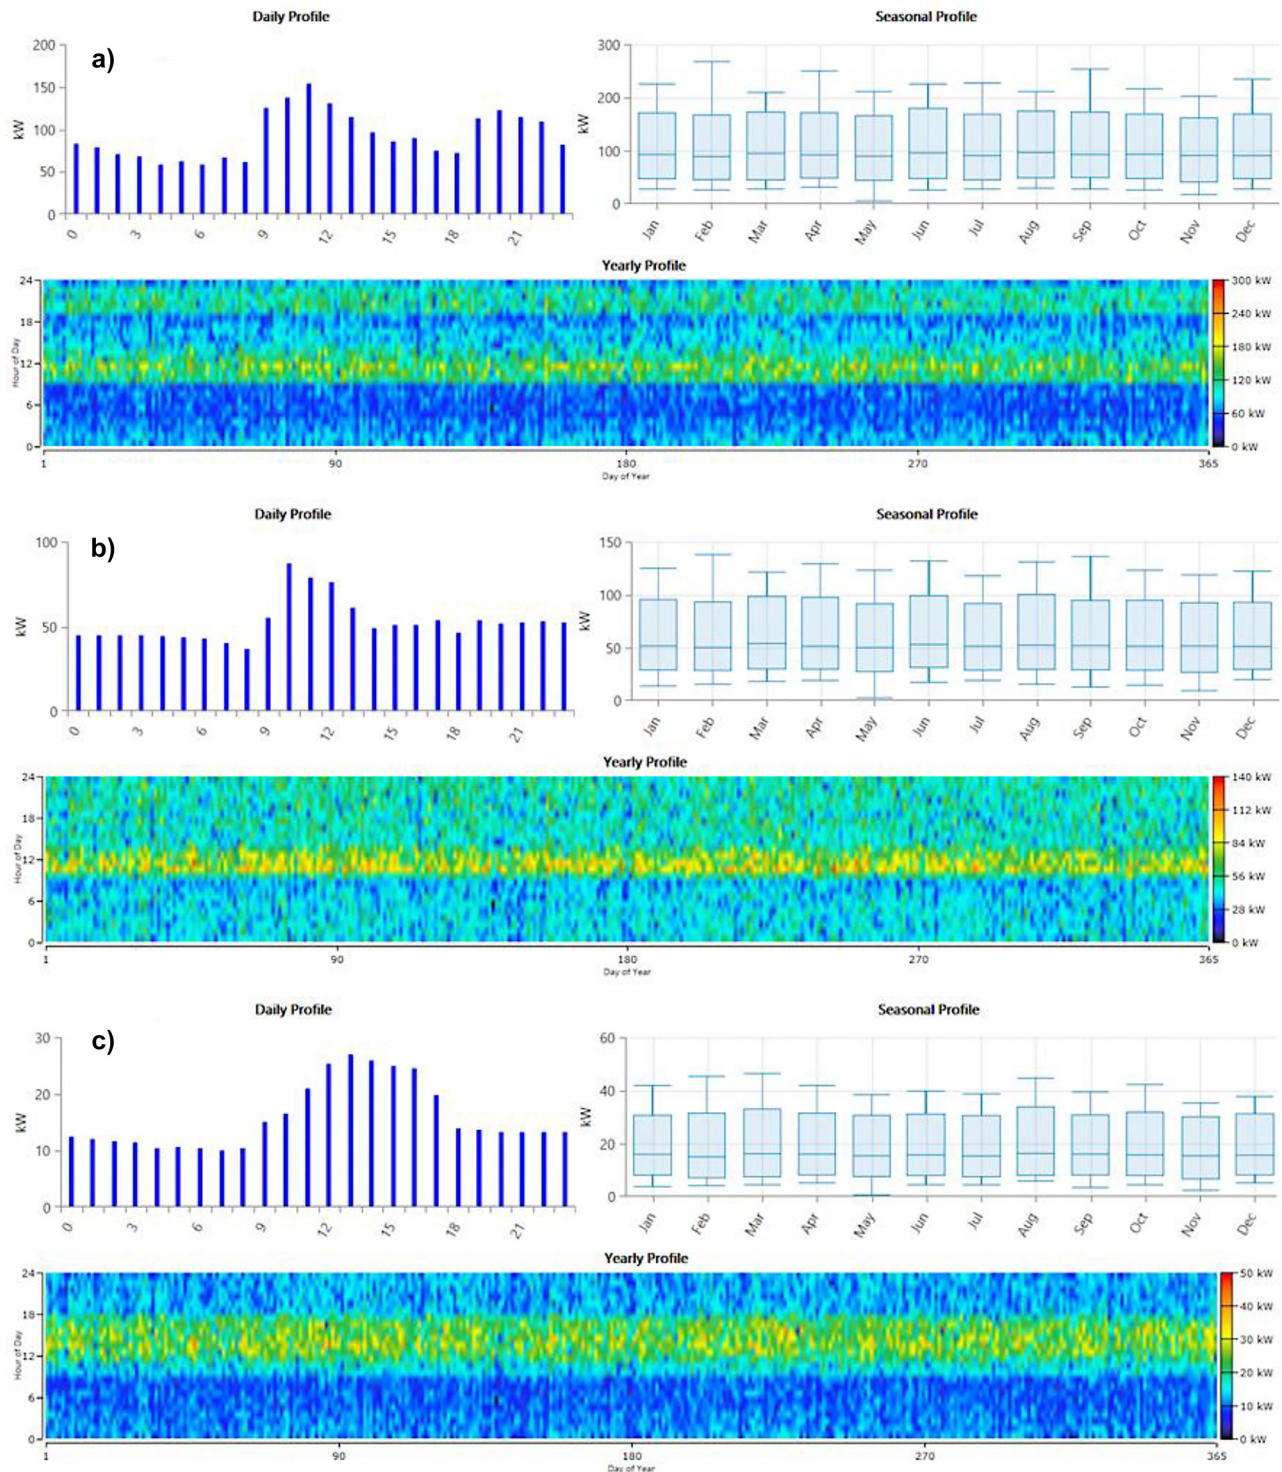 Daily Profile
Seasonal Profile
a)
200
150
100
50
0
kW
0 3 6 9 12 15 18 21
300
200
100
0
kW
Jan Feb Mar Apr May Jun Jul Aug Sep Oct Nov Dec
Yearly Profile
24
18
12
6
0
Hour of Day
1 90 180 270 365
Day of Year
300 kW
240 kW
180 kW
120 kW
60 kW
0 kW
Daily Profile
Seasonal Profile
b)
100
50
0
kW
0 3 6 9 12 15 18 21
150
100
50
0
kW
Jan Feb Mar Apr May Jun Jul Aug Sep Oct Nov Dec
Yearly Profile
24
18
12
6
0
Hour of Day
1 90 180 270 365
Day of Year
140 kW
112 kW
84 kW
56 kW
28 kW
0 kW
Daily Profile
Seasonal Profile
c)
30
20
10
0
kW
0 3 6 9 12 15 18 21
60
40
20
0
kW
Jan Feb Mar Apr May Jun Jul Aug Sep Oct Nov Dec
Yearly Profile
24
18
12
6
0
Hour of Day
1 90 180 270 365
Day of Year
50 kW
40 kW
30 kW
20 kW
10 kW
0 kW